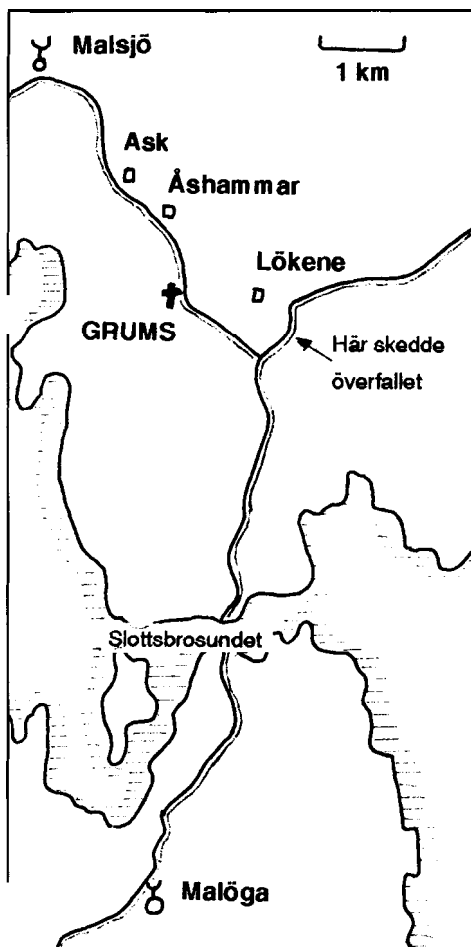 Malsjö
1 km
Ask
Åshammar
Lökene
GRUMS
Här skedde
överfallet
Slottsbrosundet
Malöga